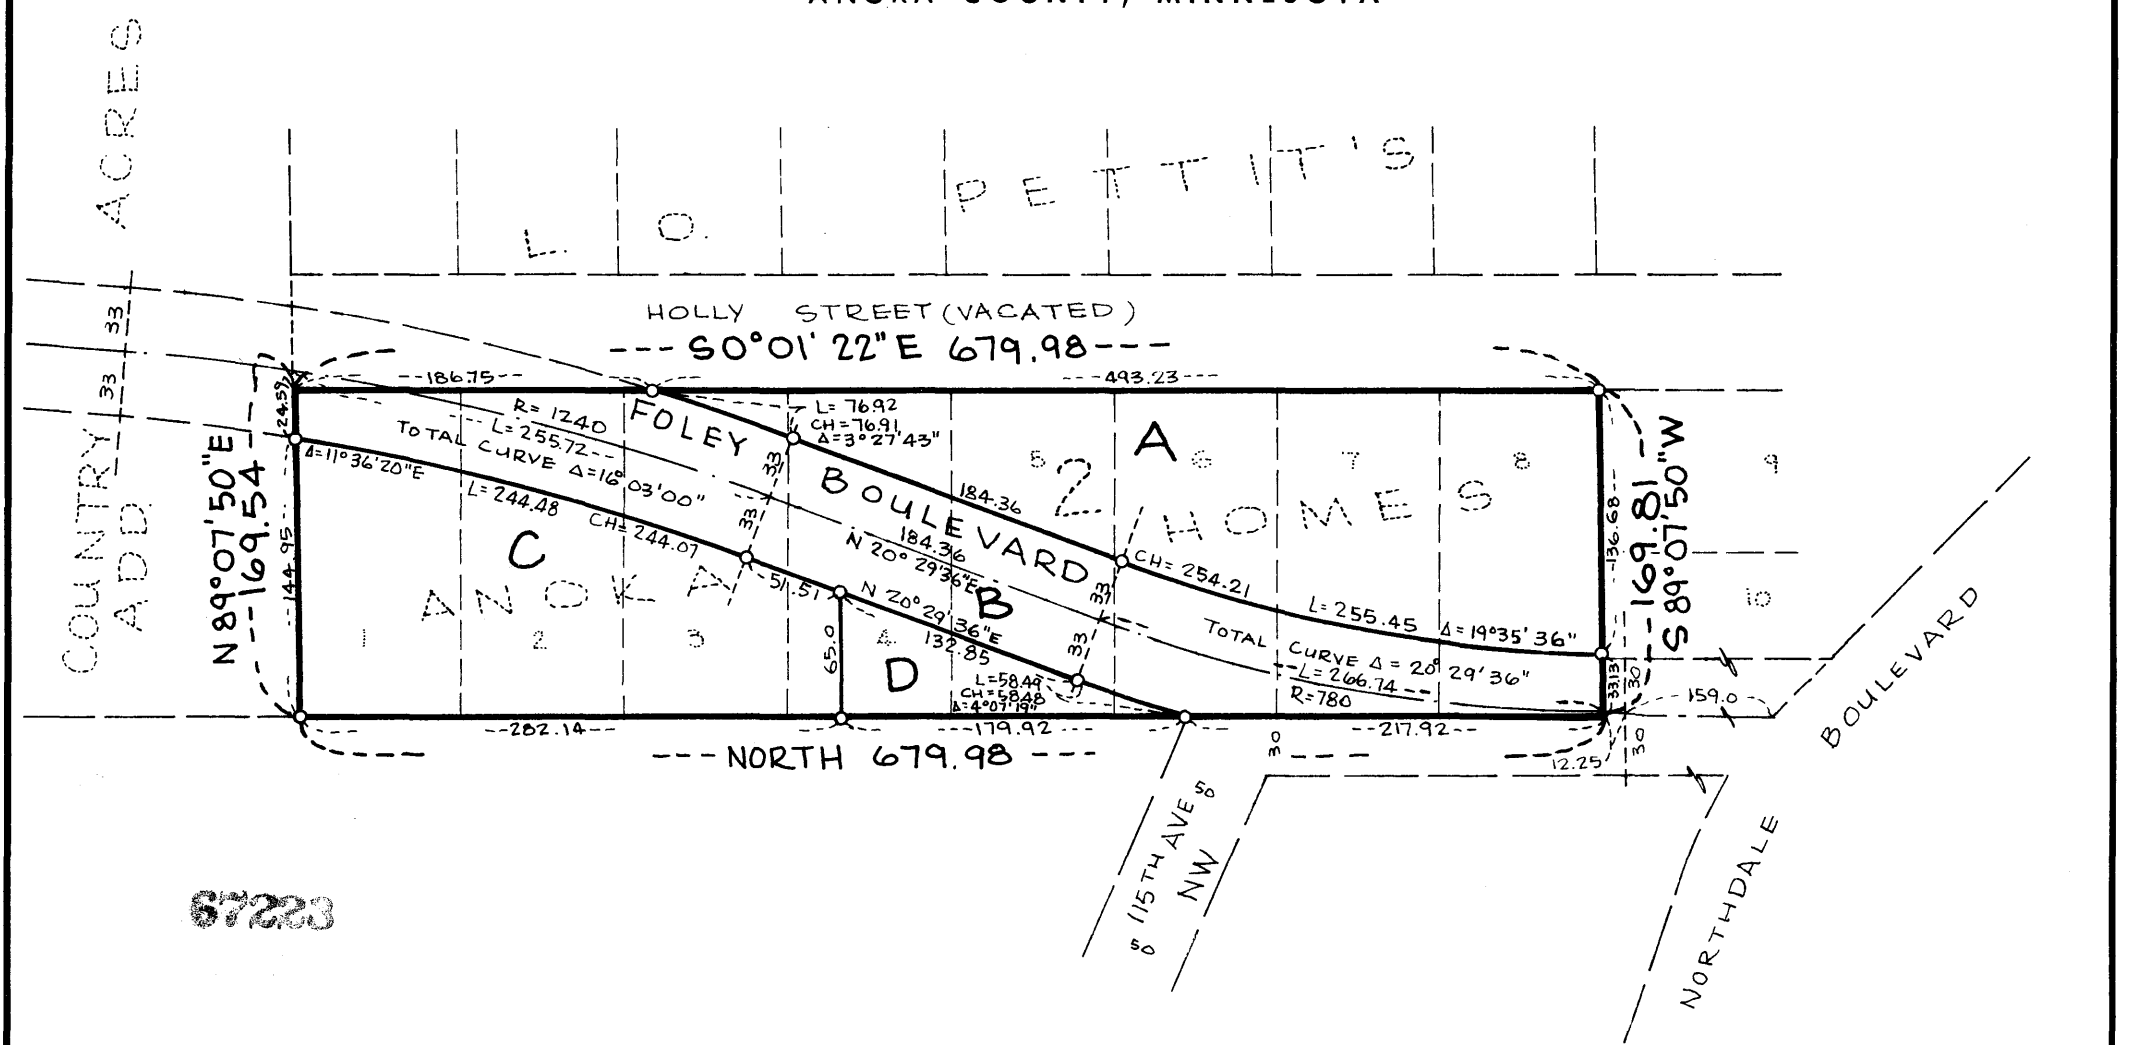 ANOKA COUNTY, MINNESOTA
COUNTRY ACRES
ADD.
33
33
L. O. PETTIT'S
HOLLY STREET (VACATED)
S0°01'22"E 679.98
186.75
493.23
24.59
144.95
N 89°07'50"E
169.54
R= 1240
L= 255.72
TOTAL CURVE Δ=16°03'00"
Δ=11°36'20"E
L=244.48
CH=244.07
FOLEY BOULEVARD
L= 76.92
CH=76.91
Δ=3°27'43"
33
33
184.36
184.36
N 20°29'36"E
A
2
5
6
7
8
9
10
ANOKA HOMES
C
1
2
3
4
51.51
N 20°29'36"E
132.85
65.0
B
D
33
33
CH= 254.21
L= 255.45
Δ=19°35'36"
TOTAL CURVE Δ = 20°29'36"
L=266.74
R=780
L=58.49
CH=58.48
Δ=4°07'19"
136.68
33.13
169.81
S 89°07'50"W
30
30
159.0
12.25
282.14
179.92
217.92
NORTH 679.98
30
50
115TH AVE
NW
50
NORTHDALE BOULEVARD
67223